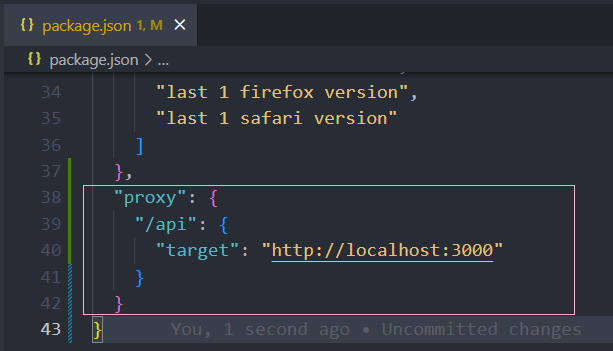 {} package.json 1, M ×
{} package.json > ...
34 "last 1 firefox version",
35 "last 1 safari version"
36 ]
37 },
38 "proxy": {
39 "/api": {
40 "target": "http://localhost:3000"
41 }
42 }
43 } You, 1 second ago • Uncommitted changes